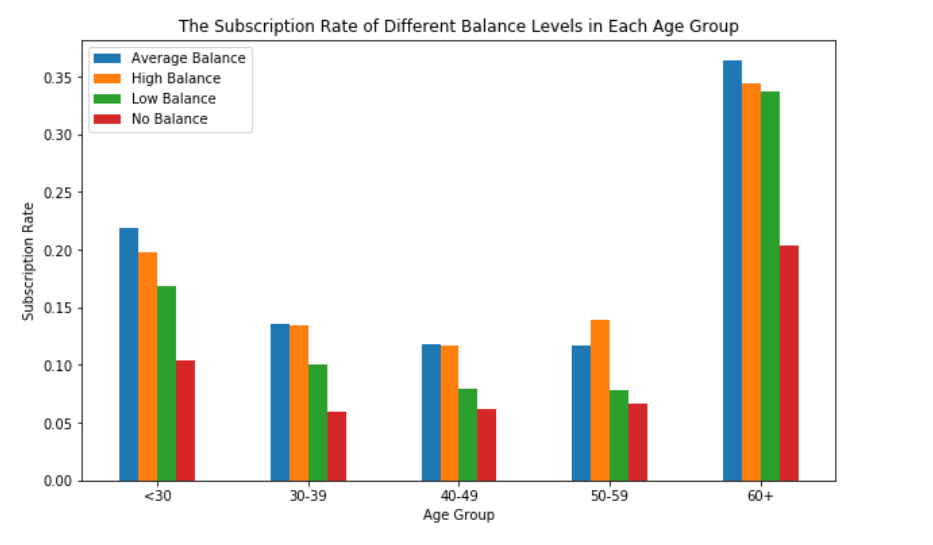 The Subscription Rate of Different Balance Levels in Each Age Group
Average Balance
High Balance
Low Balance
No Balance
0.35
0.30
0.25
0.20
0.15
0.10
0.05
0.00
Subscription Rate
<30 30-39 40-49 50-59 60+
Age Group